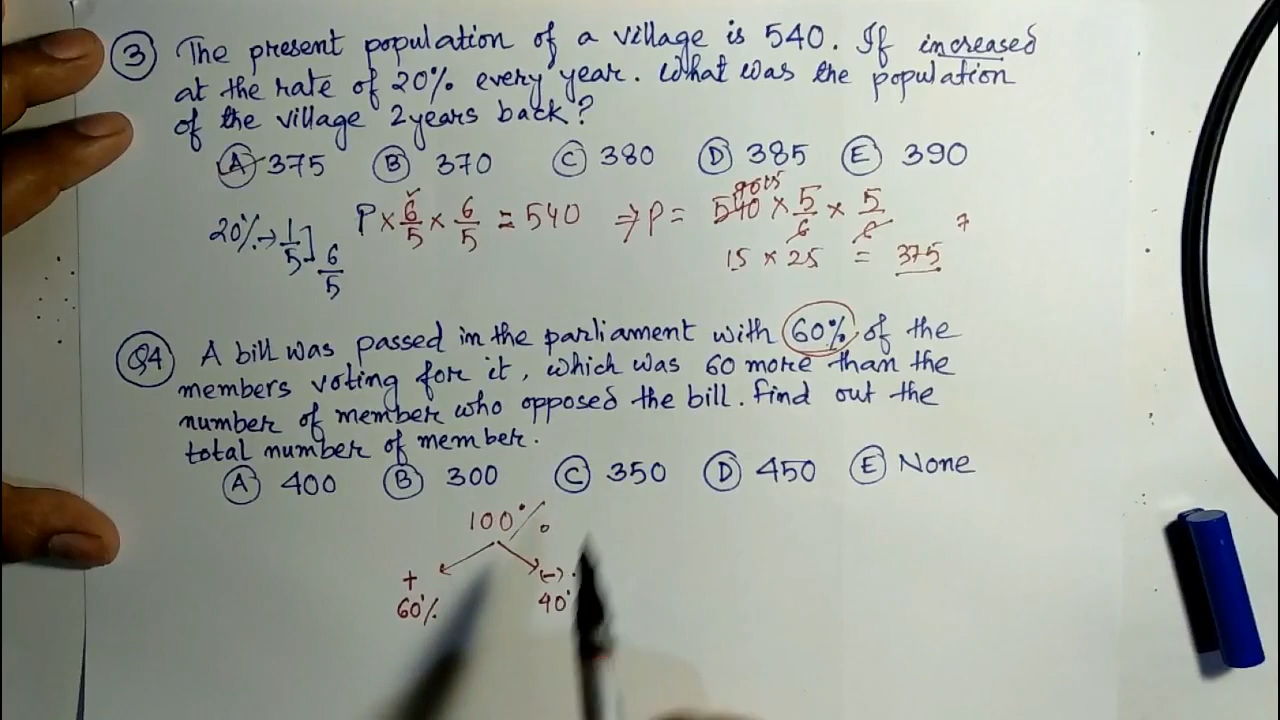 3 The present population of a village is 540. If increased
at the rate of 20% every year. What was the population
of the village 2 years back?
A 375 B 370 C 380 D 385 E 390
20% → 1/5 ] 6/5 P × 6/5 × 6/5 = 540 ⇒ P = 540 × 5/6 × 5/6
15 × 25 = 375
Q4 A bill was passed in the parliament with 60% of the
members voting for it, which was 60 more than the
number of member who opposed the bill. Find out the
total number of member.
A 400 B 300 C 350 D 450 E None
100%
+ (-)
60% 40